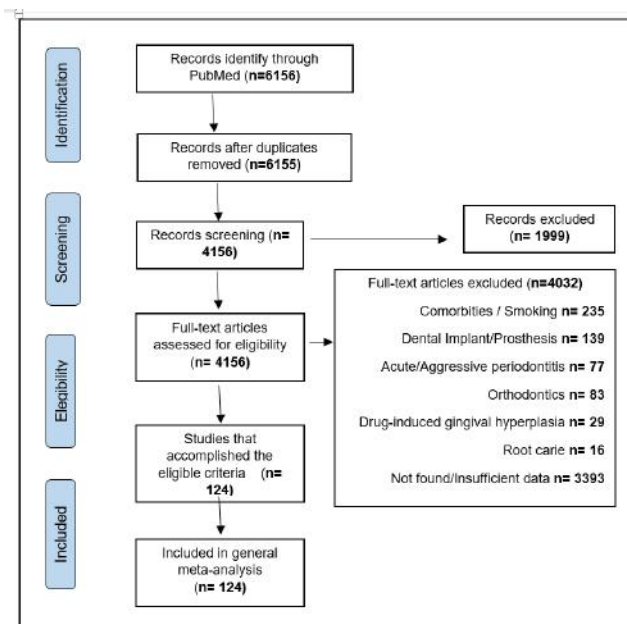 Identification
Records identify through
PubMed (n=6156)
Records after duplicates
removed (n=6155)
Screening
Records screening (n=
4156)
Records excluded
(n= 1999)
Elegibility
Full-text articles
assessed for eligibility
(n= 4156)
Full-text articles excluded (n=4032)
Comorbities / Smoking n= 235
Dental Implant/Prosthesis n= 139
Acute/Aggressive periodontitis n= 77
Orthodontics n= 83
Drug-induced gingival hyperplasia n= 29
Root carie n= 16
Not found/Insufficient data n= 3393
Studies that
accomplished the
eligible criteria (n=
124)
Included
Included in general
meta-analysis
(n= 124)